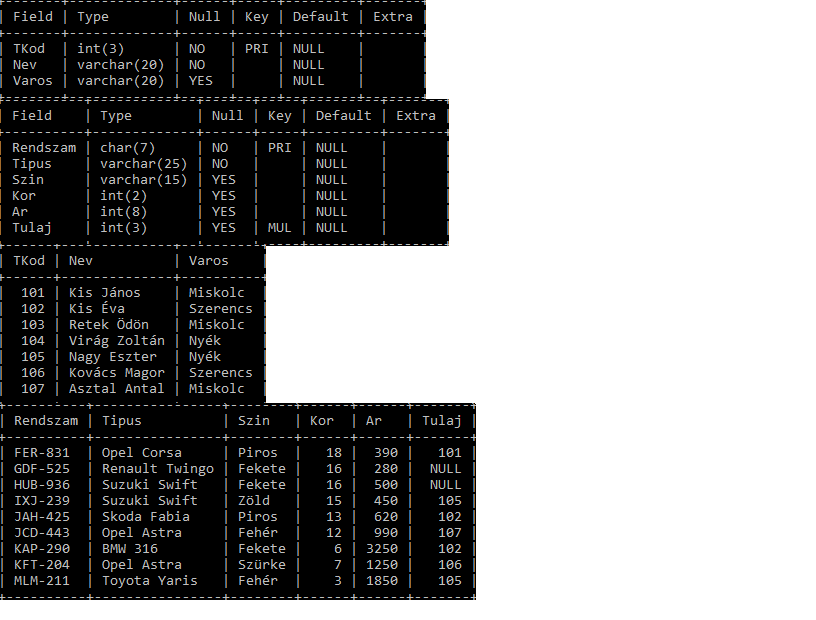 | Field | Type        | Null | Key | Default | Extra |
| TKod  | int(3)      | NO   | PRI | NULL    |       |
| Nev   | varchar(20) | NO   |     | NULL    |       |
| Varos | varchar(20) | YES  |     | NULL    |       |
| Field    | Type        | Null | Key | Default | Extra |
| Rendszam | char(7)     | NO   | PRI | NULL    |       |
| Tipus    | varchar(25) | NO   |     | NULL    |       |
| Szin     | varchar(15) | YES  |     | NULL    |       |
| Kor      | int(2)      | YES  |     | NULL    |       |
| Ar       | int(8)      | YES  |     | NULL    |       |
| Tulaj    | int(3)      | YES  | MUL | NULL    |       |
| TKod | Nev          | Varos    |
|  101 | Kis János    | Miskolc  |
|  102 | Kis Éva      | Szerencs |
|  103 | Retek Ödön   | Miskolc  |
|  104 | Virág Zoltán | Nyék     |
|  105 | Nagy Eszter  | Nyék     |
|  106 | Kovács Magor | Szerencs |
|  107 | Asztal Antal | Miskolc  |
| Rendszam | Tipus          | Szin   | Kor  | Ar   | Tulaj |
| FER-831  | Opel Corsa     | Piros  |   18 |  390 |   101 |
| GDF-525  | Renault Twingo | Fekete |   16 |  280 |  NULL |
| HUB-936  | Suzuki Swift   | Fekete |   16 |  500 |  NULL |
| IXJ-239  | Suzuki Swift   | Zöld   |   15 |  450 |   105 |
| JAH-425  | Skoda Fabia    | Piros  |   13 |  620 |   102 |
| JCD-443  | Opel Astra     | Fehér  |   12 |  990 |   107 |
| KAP-290  | BMW 316        | Fekete |    6 | 3250 |   102 |
| KFT-204  | Opel Astra     | Szürke |    7 | 1250 |   106 |
| MLM-211  | Toyota Yaris   | Fehér  |    3 | 1850 |   105 |